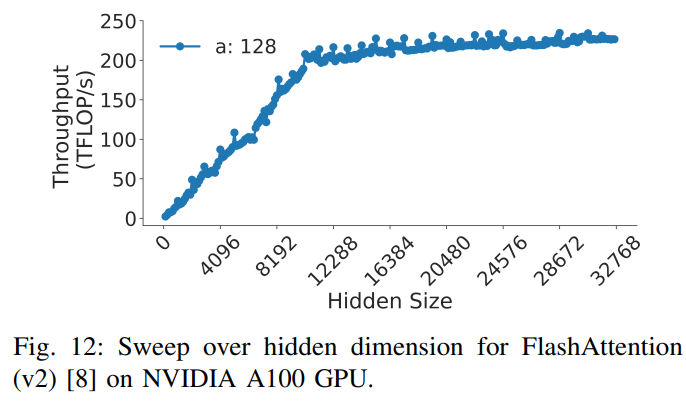 250
200
150
100
50
0
Throughput
(TFLOP/s)
a: 128
0
4096
8192
12288
16384
20480
24576
28672
32768
Hidden Size
Fig. 12: Sweep over hidden dimension for FlashAttention
(v2) [8] on NVIDIA A100 GPU.